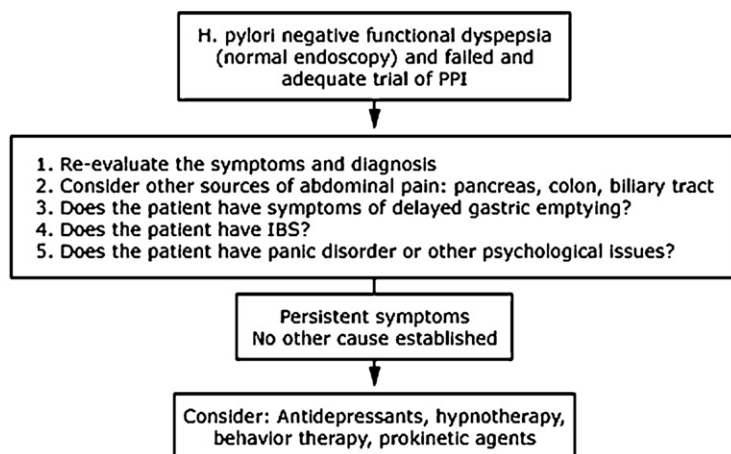 H. pylori negative functional dyspepsia
(normal endoscopy) and failed and
adequate trial of PPI
1. Re-evaluate the symptoms and diagnosis
2. Consider other sources of abdominal pain: pancreas, colon, biliary tract
3. Does the patient have symptoms of delayed gastric emptying?
4. Does the patient have IBS?
5. Does the patient have panic disorder or other psychological issues?
Persistent symptoms
No other cause established
Consider: Antidepressants, hypnotherapy,
behavior therapy, prokinetic agents